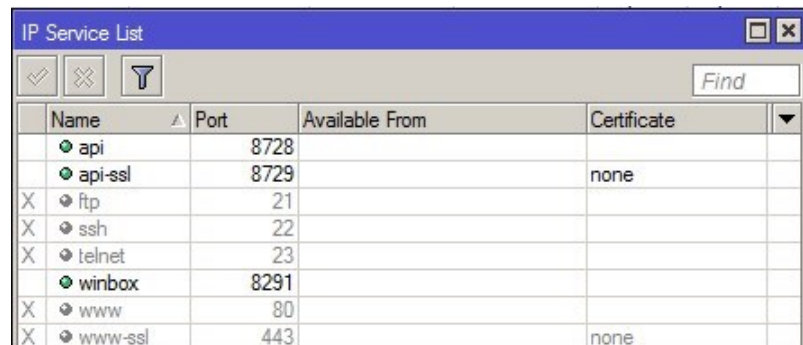 IP Service List
Find
Name Port Available From Certificate
api 8728
api-ssl 8729 none
X ftp 21
X ssh 22
X telnet 23
winbox 8291
X www 80
X www-ssl 443 none